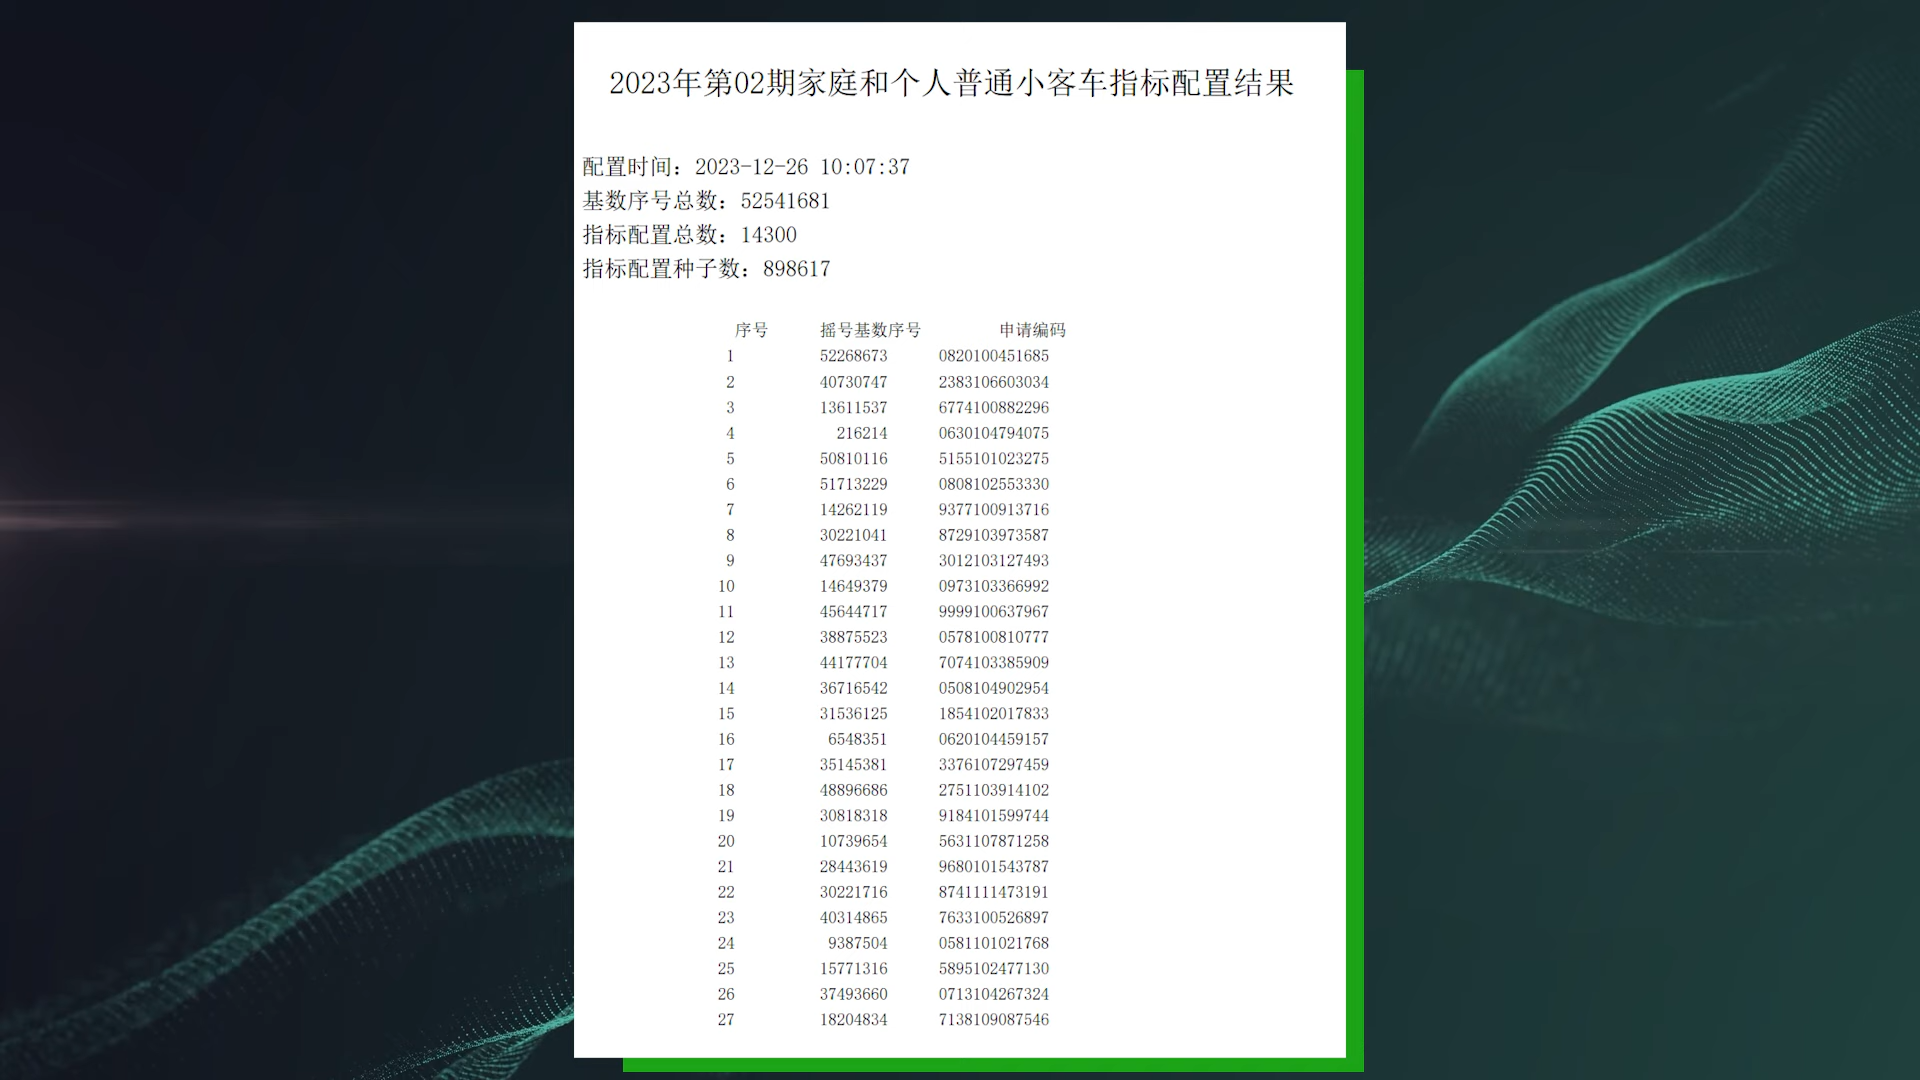 2023年第02期家庭和个人普通小客车指标配置结果
配置时间：2023-12-26 10:07:37
基数序号总数：52541681
指标配置总数：14300
指标配置种子数：898617
序号 摇号基数序号 申请编码
1 52268673 0820100451685
2 40730747 2383106603034
3 13611537 6774100882296
4 216214 0630104794075
5 50810116 5155101023275
6 51713229 0808102553330
7 14262119 9377100913716
8 30221041 8729103973587
9 47693437 3012103127493
10 14649379 0973103366992
11 45644717 9999100637967
12 38875523 0578100810777
13 44177704 7074103385909
14 36716542 0508104902954
15 31536125 1854102017833
16 6548351 0620104459157
17 35145381 3376107297459
18 48896686 2751103914102
19 30818318 9184101599744
20 10739654 5631107871258
21 28443619 9680101543787
22 30221716 8741111473191
23 40314865 7633100526897
24 9387504 0581101021768
25 15771316 5895102477130
26 37493660 0713104267324
27 18204834 7138109087546